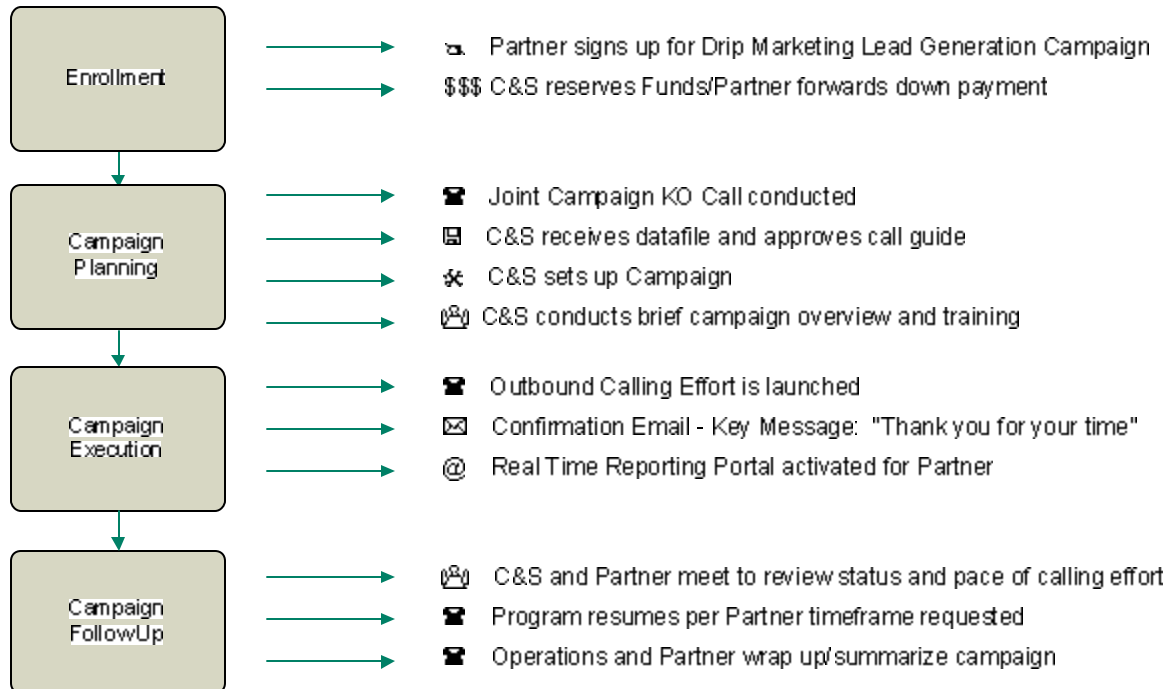 Enrollment
Partner signs up for Drip Marketing Lead Generation Campaign
$$$ C&S reserves Funds/Partner forwards down payment
Campaign
Planning
Joint Campaign KO Call conducted
C&S receives datafile and approves call guide
C&S sets up Campaign
C&S conducts brief campaign overview and training
Campaign
Execution
Outbound Calling Effort is launched
Confirmation Email - Key Message: "Thank you for your time"
@ Real Time Reporting Portal activated for Partner
Campaign
FollowUp
C&S and Partner meet to review status and pace of calling effort
Program resumes per Partner timeframe requested
Operations and Partner wrap up/summarize campaign